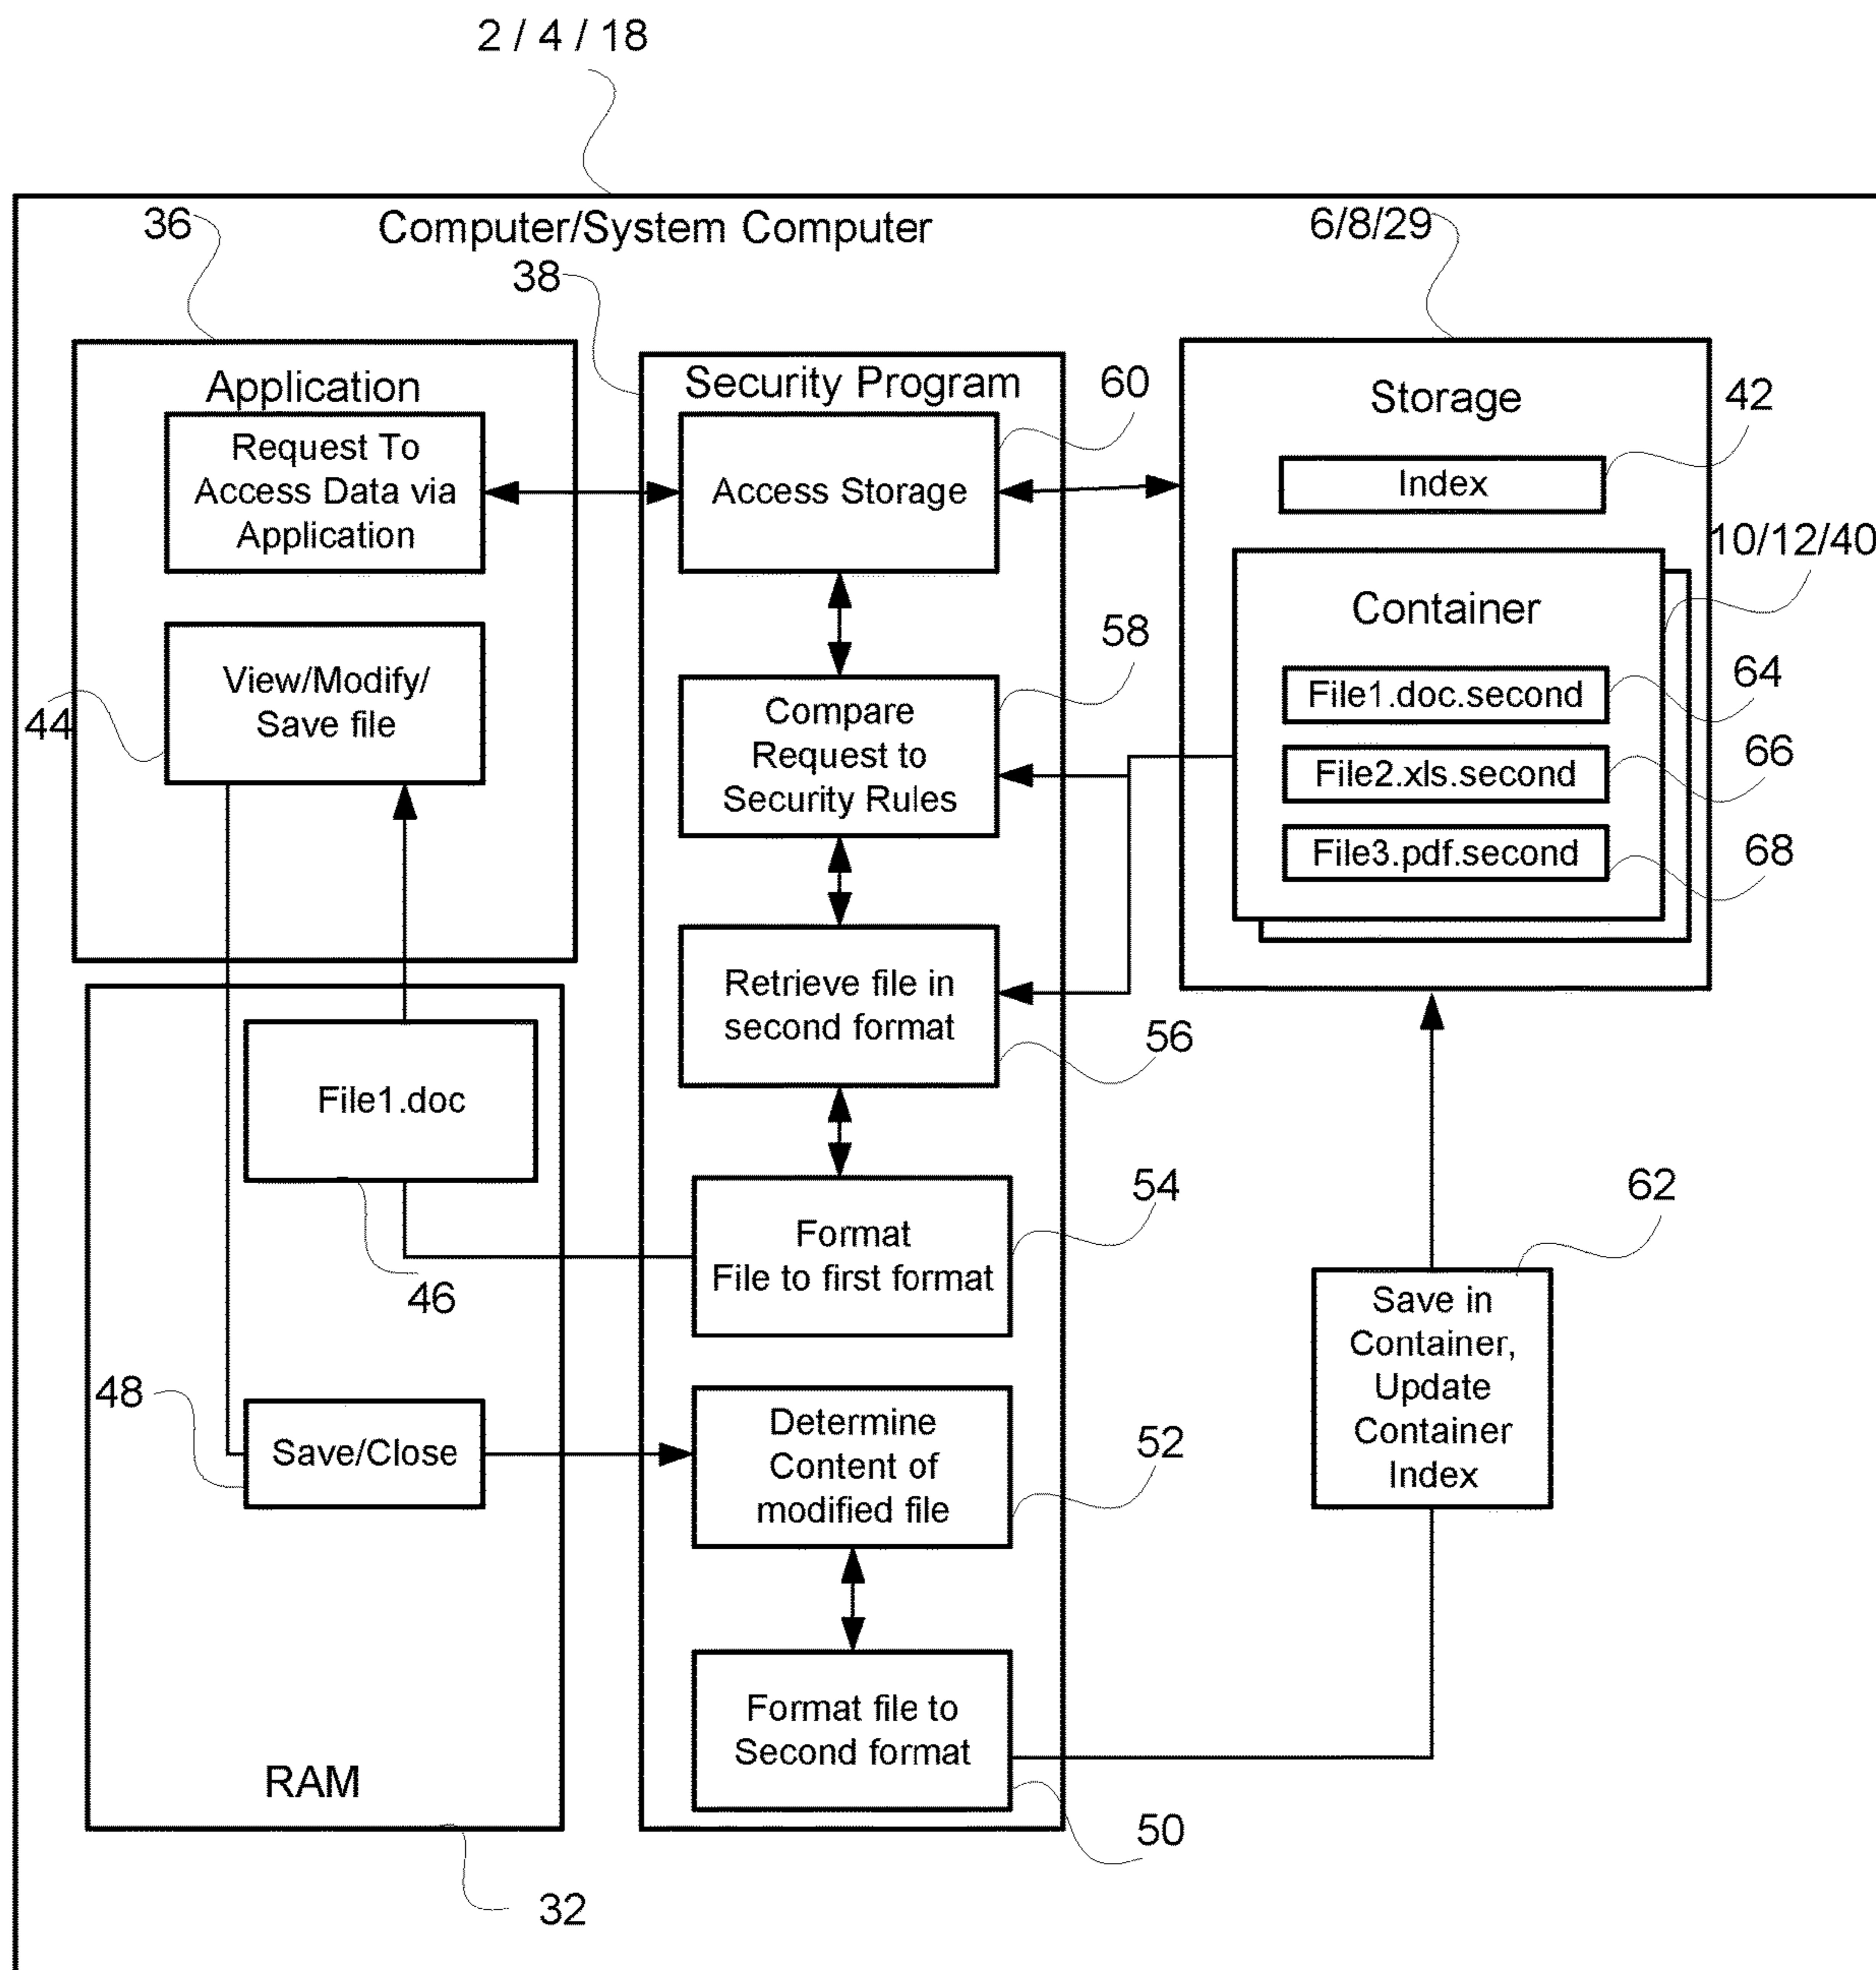 2 / 4 / 18
Computer/System Computer
36
38
6/8/29
Application
Request To
Access Data via
Application
View/Modify/
Save file
44
Security Program
60
Access Storage
58
Compare
Request to
Security Rules
Retrieve file in
second format
56
Format
File to first format
54
Determine
Content of
modified file
52
Format file to
Second format
50
Storage
42
Index
10/12/40
Container
File1.doc.second
64
File2.xls.second
66
File3.pdf.second
68
File1.doc
46
48
Save/Close
RAM
32
62
Save in
Container,
Update
Container
Index